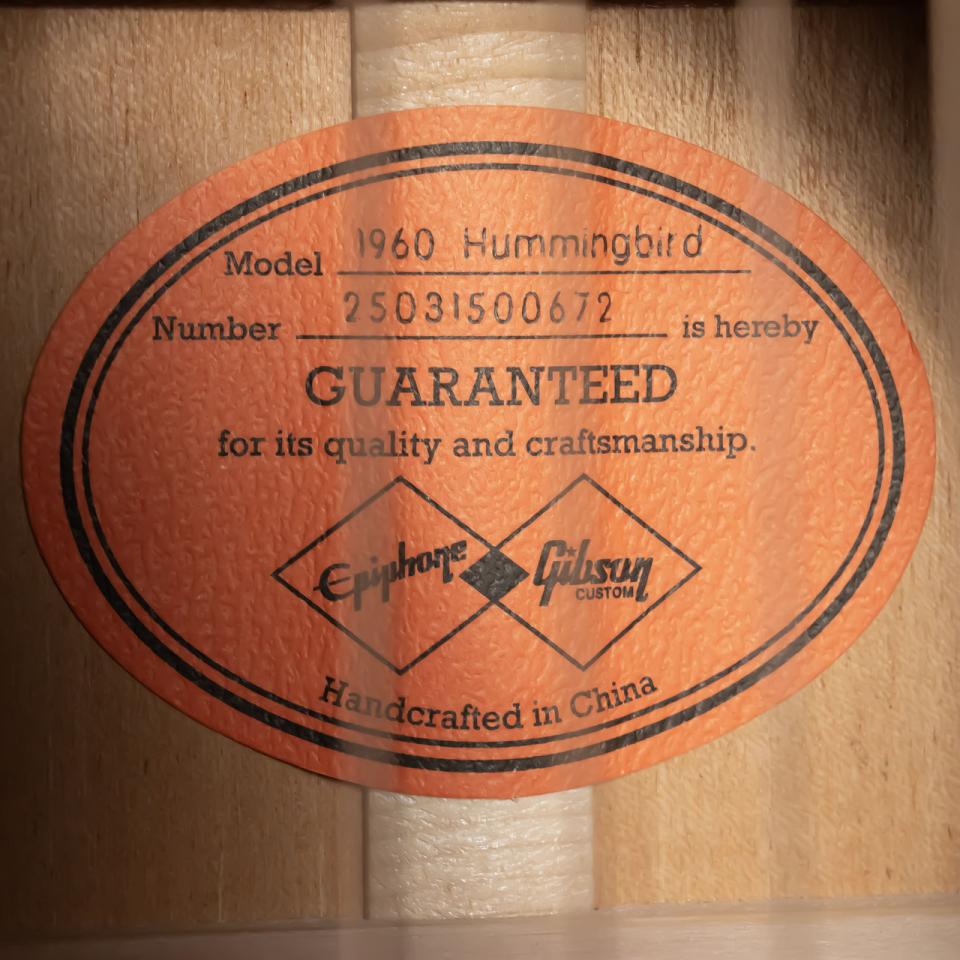 Model 1960 Hummingbird
Number 25031500672 is hereby
GUARANTEED
for its quality and craftsmanship.
Epiphone Gibson
CUSTOM
Handcrafted in China